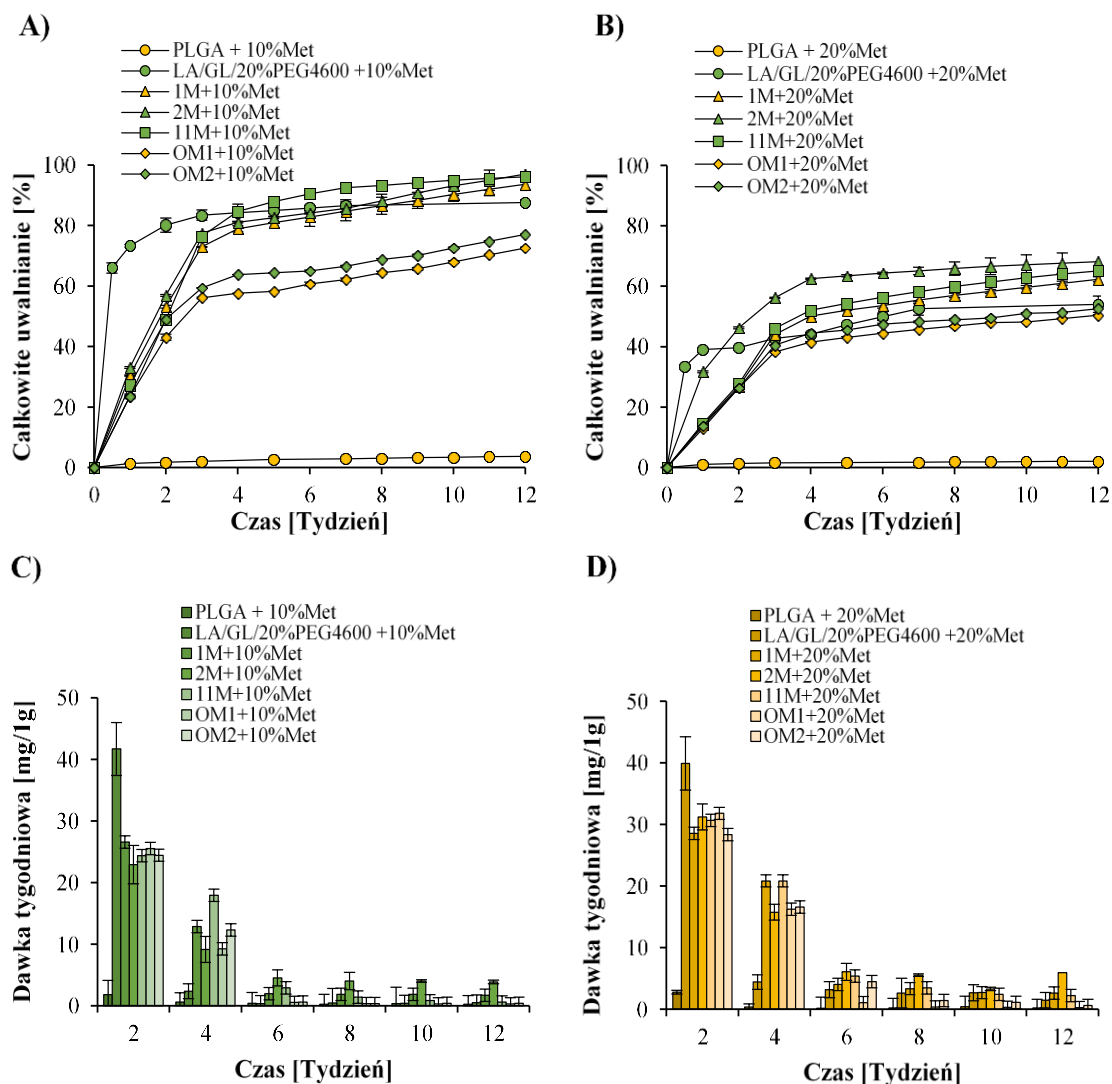 A)
PLGA + 10%Met
LA/GL/20%PEG4600 +10%Met
1M+10%Met
2M+10%Met
11M+10%Met
OM1+10%Met
OM2+10%Met
Całkowite uwalnianie [%]
100
80
60
40
20
0
0 2 4 6 8 10 12
Czas [Tydzień]
B)
PLGA + 20%Met
LA/GL/20%PEG4600 +20%Met
1M+20%Met
2M+20%Met
11M+20%Met
OM1+20%Met
OM2+20%Met
Całkowite uwalnianie [%]
100
80
60
40
20
0
0 2 4 6 8 10 12
Czas [Tydzień]
C)
PLGA + 10%Met
LA/GL/20%PEG4600 +10%Met
1M+10%Met
2M+10%Met
11M+10%Met
OM1+10%Met
OM2+10%Met
Dawka tygodniowa [mg/1g]
50
40
30
20
10
0
2 4 6 8 10 12
Czas [Tydzień]
D)
PLGA + 20%Met
LA/GL/20%PEG4600 +20%Met
1M+20%Met
2M+20%Met
11M+20%Met
OM1+20%Met
OM2+20%Met
Dawka tygodniowa [mg/1g]
50
40
30
20
10
0
2 4 6 8 10 12
Czas [Tydzień]